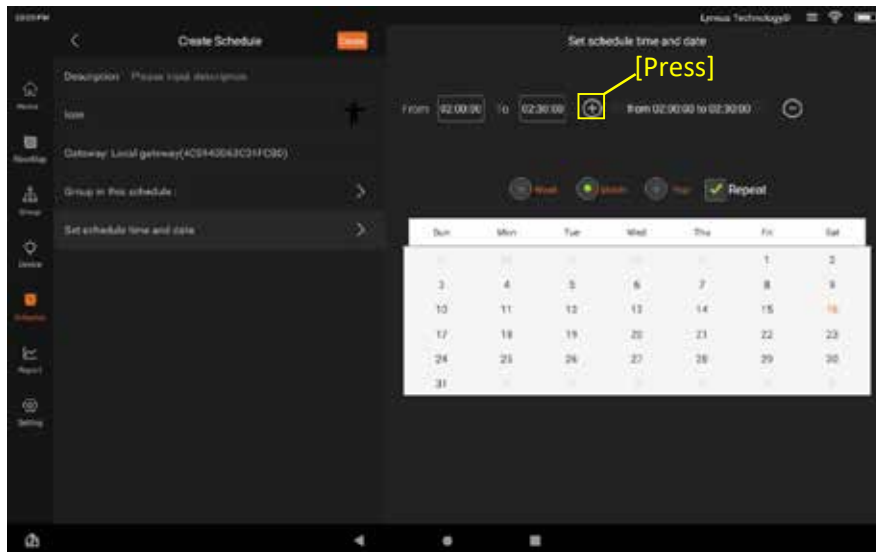 Lynius Technology®
Create Schedule
Create
Set schedule time and date
[Press]
Description Please input description
Icon
From 02:00:00 To 02:30:00 from 02:00:00 to 02:30:00
Gateway: Local gateway
Group in this schedule :
Set schedule time and date
Week Month Year Repeat
Sun Mon Tue Wed Thu Fri Sat
1 2
3 4 5 6 7 8 9
10 11 12 13 14 15 16
17 18 19 20 21 22 23
24 25 26 27 28 29 30
31
Home
Group
Device
Schedule
Report
Setting